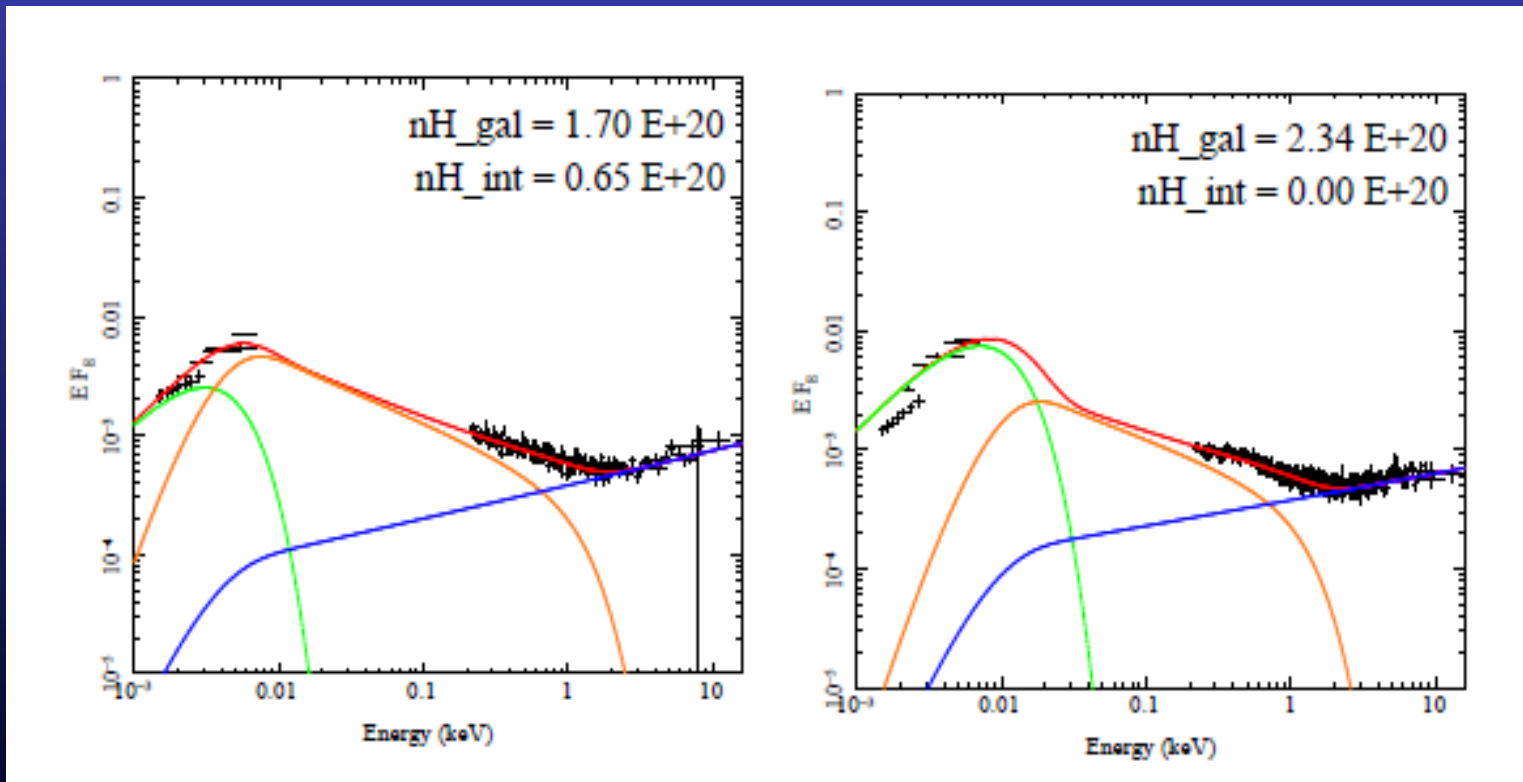 nH_gal = 1.70 E+20
nH_int = 0.65 E+20
1
0.1
0.01
10⁻³
10⁻⁴
10⁻⁵
E F_E
10⁻³ 0.01 0.1 1 10
Energy (keV)
nH_gal = 2.34 E+20
nH_int = 0.00 E+20
1
0.1
0.01
10⁻³
10⁻⁴
10⁻⁵
E F_E
10⁻³ 0.01 0.1 1 10
Energy (keV)